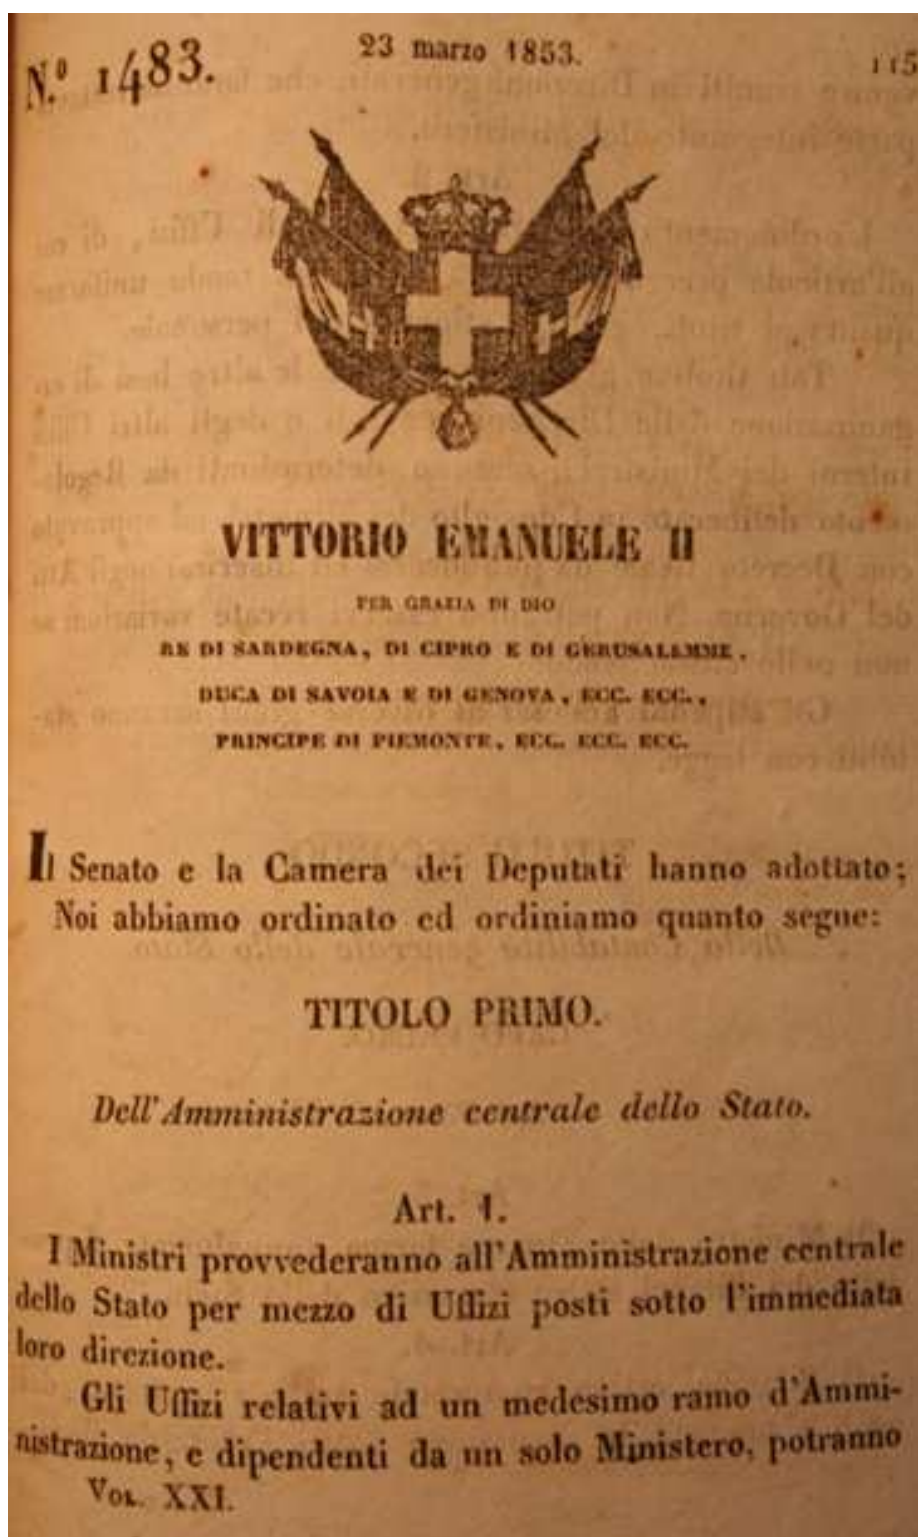 N.º 1483.
23 marzo 1853.
115
VITTORIO EMANUELE II
PER GRAZIA DI DIO
RE DI SARDEGNA, DI CIPRO E DI GERUSALEMME,
DUCA DI SAVOIA E DI GENOVA, ECC. ECC.,
PRINCIPE DI PIEMONTE, ECC. ECC. ECC.
Il Senato e la Camera dei Deputati hanno adottato;
Noi abbiamo ordinato ed ordiniamo quanto segue:
TITOLO PRIMO.
Dell'Amministrazione centrale dello Stato.
Art. 1.
I Ministri provvederanno all'Amministrazione centrale
dello Stato per mezzo di Uffizi posti sotto l'immediata
loro direzione.
Gli Uffizi relativi ad un medesimo ramo d'Ammi-
nistrazione, e dipendenti da un solo Ministero, potranno
VOL. XXI.